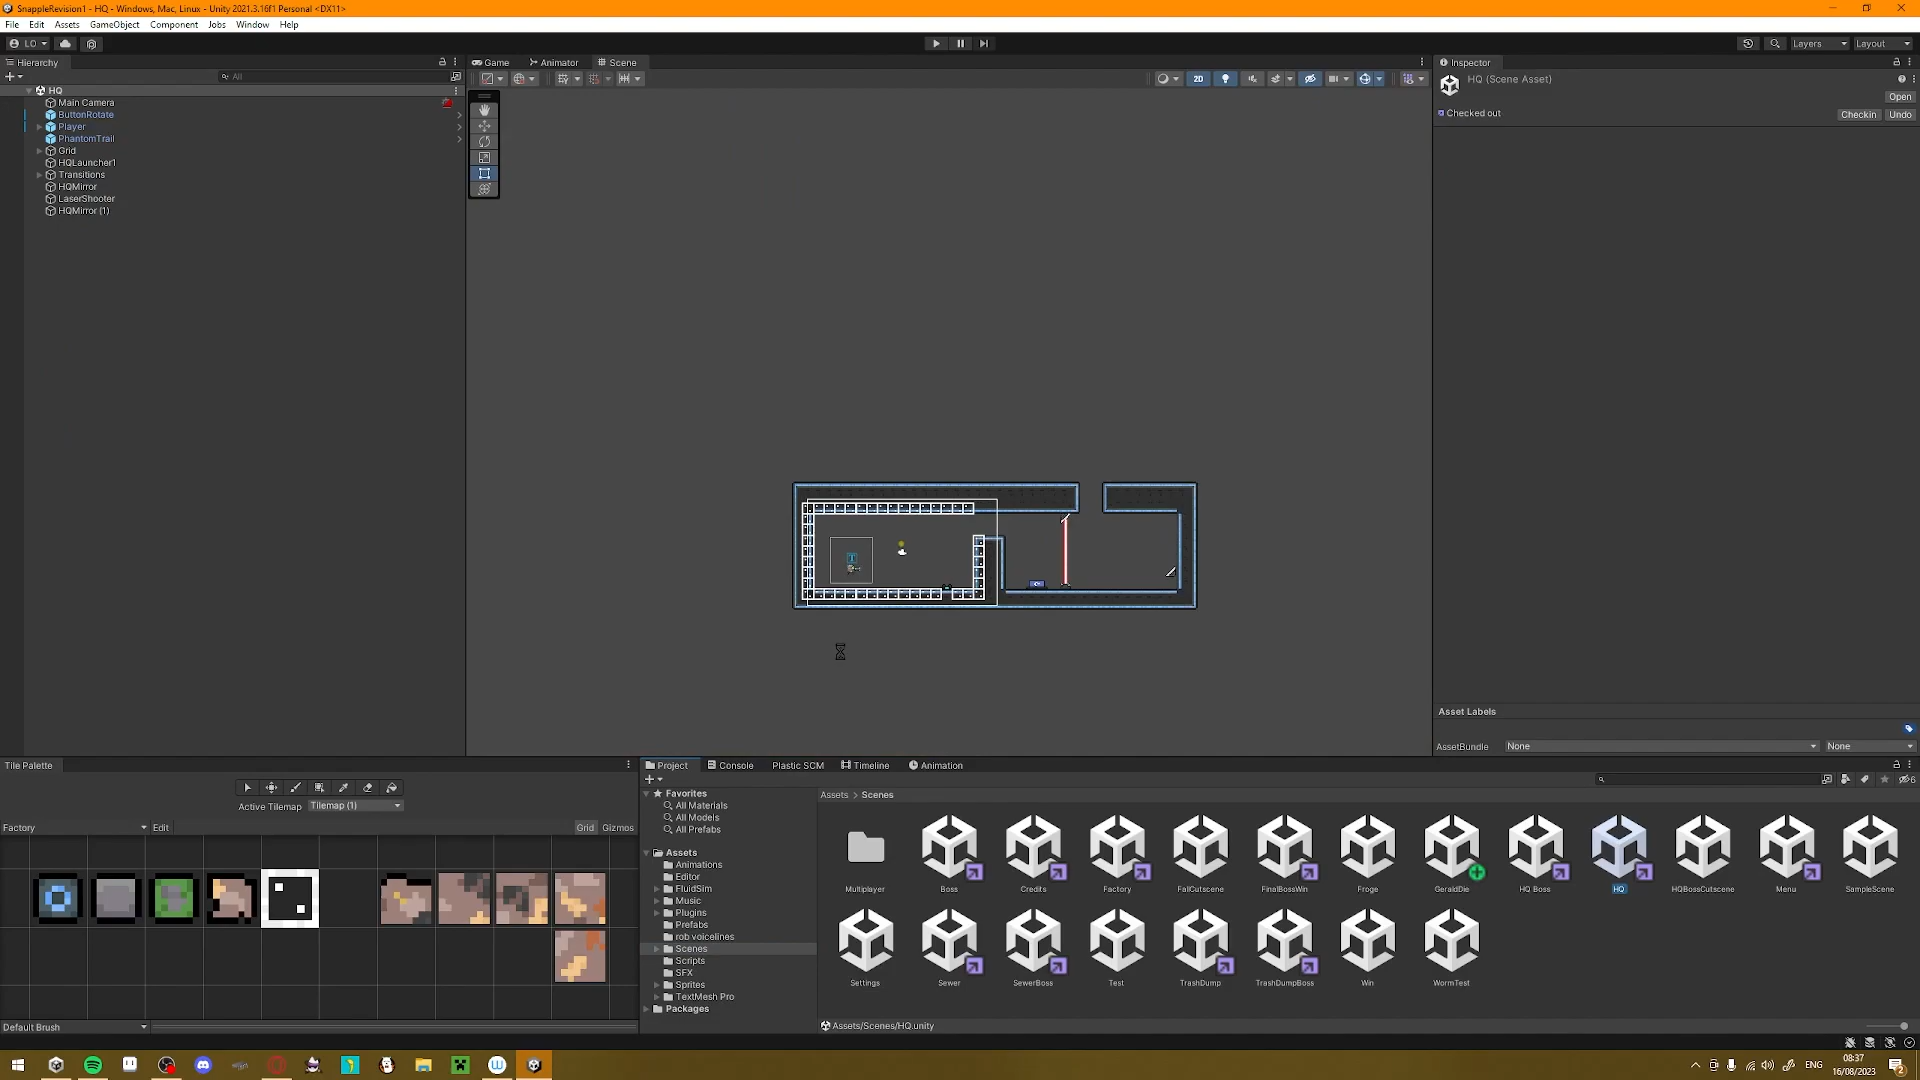 SnappleRevision1 - HQ - Windows, Mac, Linux - Unity 2021.3.16f1 Personal <DX11>
File Edit Assets GameObject Component Jobs Window Help
LO
Layers
Layout
Hierarchy
All
HQ
Main Camera
ButtonRotate
Player
PhantomTrail
Grid
HQLauncher1
Transitions
HQMirror
LaserShooter
HQMirror (1)
Game
Animator
Scene
2D
Inspector
HQ (Scene Asset)
Open
Checked out
Checkin
Undo
Asset Labels
AssetBundle
None
None
Tile Palette
Active Tilemap
Tilemap (1)
Factory
Edit
Grid
Gizmos
Default Brush
Project
Console
Plastic SCM
Timeline
Animation
6
Favorites
All Materials
All Models
All Prefabs
Assets
Animations
Editor
FluidSim
Music
Plugins
Prefabs
rob voicelines
Scenes
Scripts
SFX
Sprites
TextMesh Pro
Packages
Assets > Scenes
Multiplayer
Boss
Credits
Factory
FallCutscene
FinalBossWin
Froge
GeraldDie
HQ Boss
HQ
HQBossCutscene
Menu
SampleScene
Settings
Sewer
SewerBoss
Test
TrashDump
TrashDumpBoss
Win
WormTest
Assets/Scenes/HQ.unity
ENG
08:37
16/08/2023
2